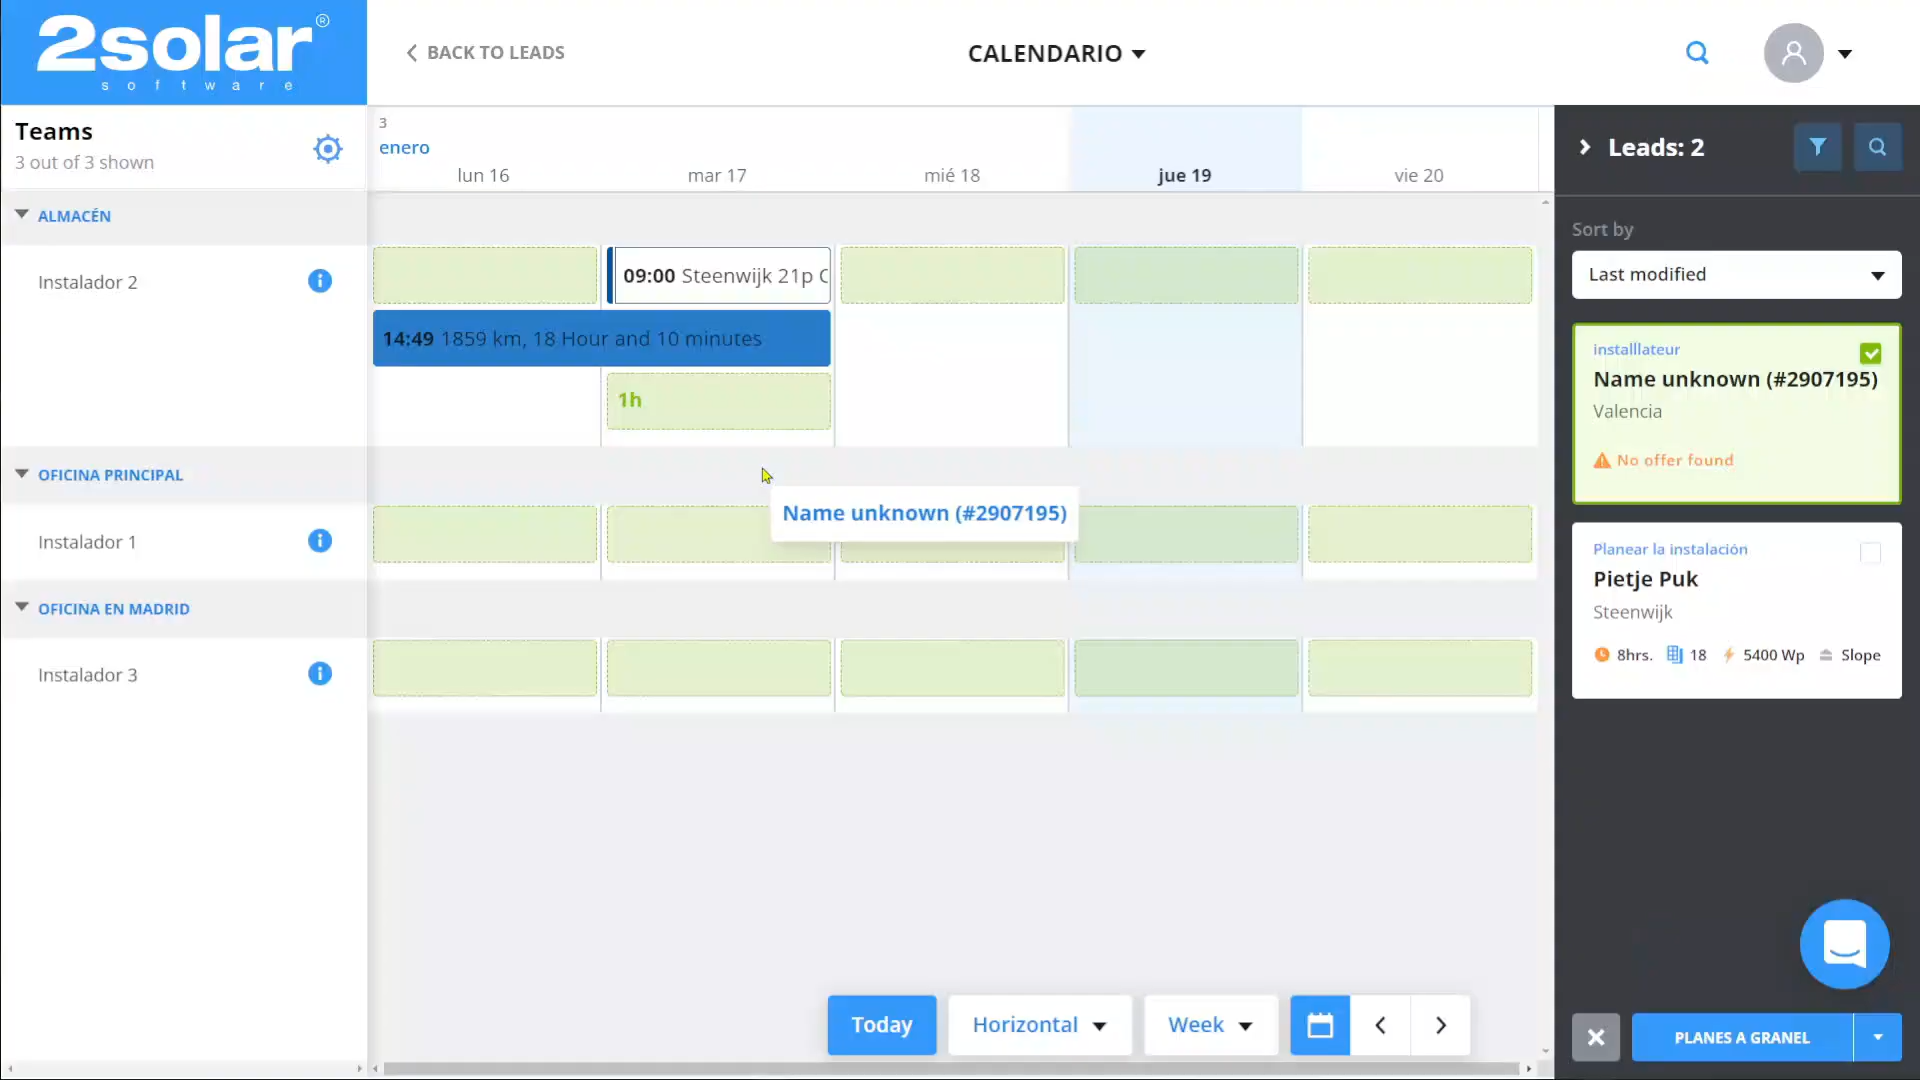 2solar®
software
BACK TO LEADS
CALENDARIO
Teams
3 out of 3 shown
3
enero
lun 16
mar 17
mié 18
jue 19
vie 20
ALMACÉN
Instalador 2
09:00 Steenwijk 21p C
14:49 1859 km, 18 Hour and 10 minutes
1h
OFICINA PRINCIPAL
Name unknown (#2907195)
Instalador 1
OFICINA EN MADRID
Instalador 3
Today
Horizontal
Week
Leads: 2
Sort by
Last modified
installlateur
Name unknown (#2907195)
Valencia
No offer found
Planear la instalación
Pietje Puk
Steenwijk
8hrs. 18 5400 Wp Slope
PLANES A GRANEL